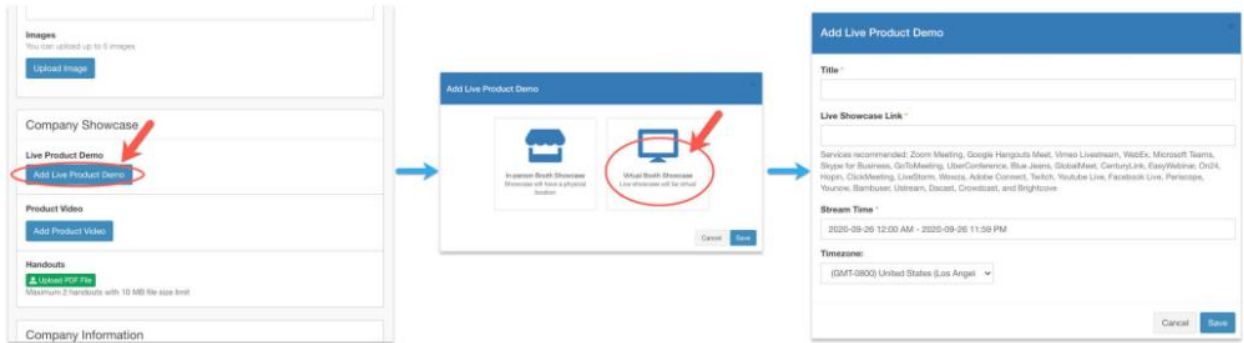 Images
You can upload up to 5 images
Upload Image
Company Showcase
Live Product Demo
Add Live Product Demo
Product Video
Add Product Video
Handouts
Upload PDF File
Maximum 2 handouts with 10 MB file size limit
Company Information
Add Live Product Demo
In-person Booth Showcase
Showcase will have a physical
location
Virtual Booth Showcase
Live showcase will be virtual
Cancel
Save
Add Live Product Demo
Title *
Live Showcase Link *
Services recommended: Zoom Meeting, Google Hangouts Meet, Vimeo Livestream, WebEx, Microsoft Teams,
Skype for Business, GoToMeeting, UberConference, Blue Jeans, GlobalMeet, CenturyLink, EasyWebinar, On24,
Hopin, ClickMeeting, LiveStorm, Wowza, Adobe Connect, Twitch, Youtube Live, Facebook Live, Periscope,
Younow, Bambuser, Ustream, Dacast, Crowdcast, and Brightcove
Stream Time *
2020-09-26 12:00 AM - 2020-09-26 11:59 PM
Timezone:
(GMT-0800) United States (Los Angel
Cancel
Save